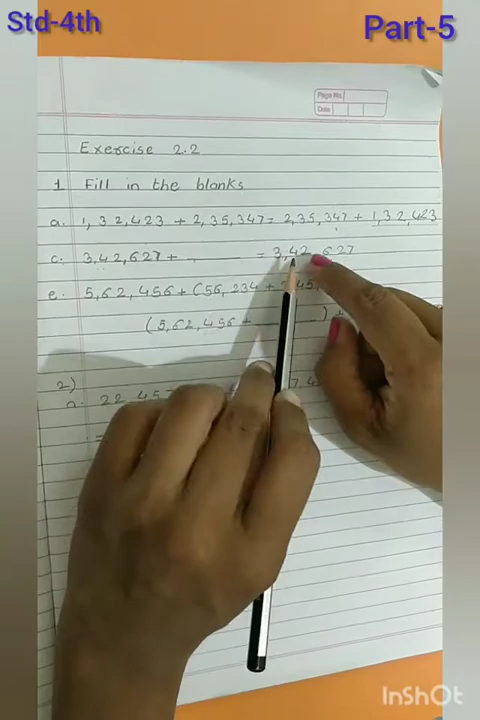 Std-4th
Part-5
Page No.
Date
Exercise 2.2
1 Fill in the blanks
a. 1,32,423 + 2,35,347 = 2,35,347 + 1,32,423
c. 3,42,627 + ______ = 3,42,627
e. 5,62,456 + (56,234 +
(5,62,456 +
2)
a. 22,45
InShOt